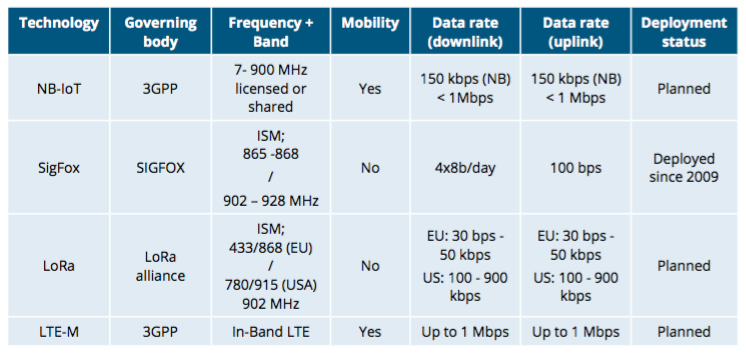 Technology Governing body Frequency + Band Mobility Data rate (downlink) Data rate (uplink) Deployment status
NB-IoT 3GPP 7- 900 MHz licensed or shared Yes 150 kbps (NB) < 1Mbps 150 kbps (NB) < 1 Mbps Planned
SigFox SIGFOX ISM; 865 -868 / 902 – 928 MHz No 4x8b/day 100 bps Deployed since 2009
LoRa LoRa alliance ISM; 433/868 (EU) / 780/915 (USA) 902 MHz No EU: 30 bps - 50 kbps US: 100 - 900 kbps EU: 30 bps - 50 kbps US: 100 - 900 kbps Planned
LTE-M 3GPP In-Band LTE Yes Up to 1 Mbps Up to 1 Mbps Planned